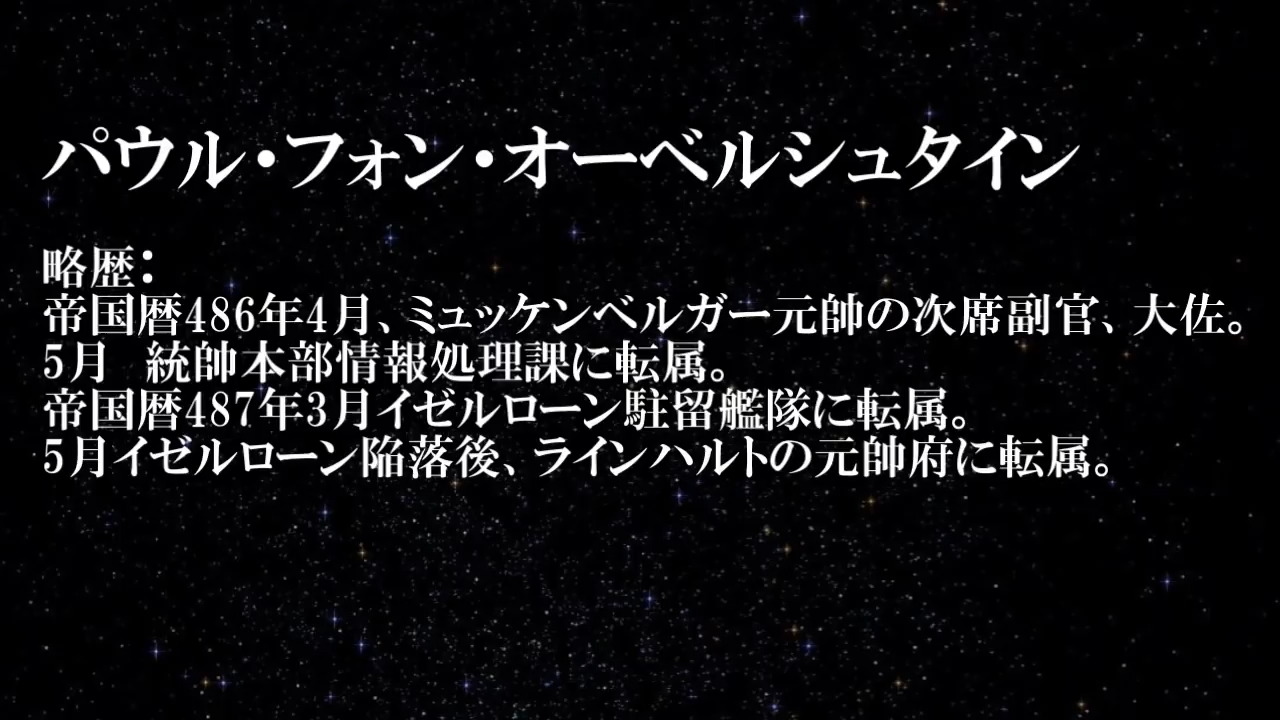 パウル・フォン・オーベルシュタイン
略歴：
帝国暦486年4月、ミュッケンベルガー元帥の次席副官、大佐。
5月　統帥本部情報処理課に転属。
帝国暦487年3月イゼルローン駐留艦隊に転属。
5月イゼルローン陥落後、ラインハルトの元帥府に転属。